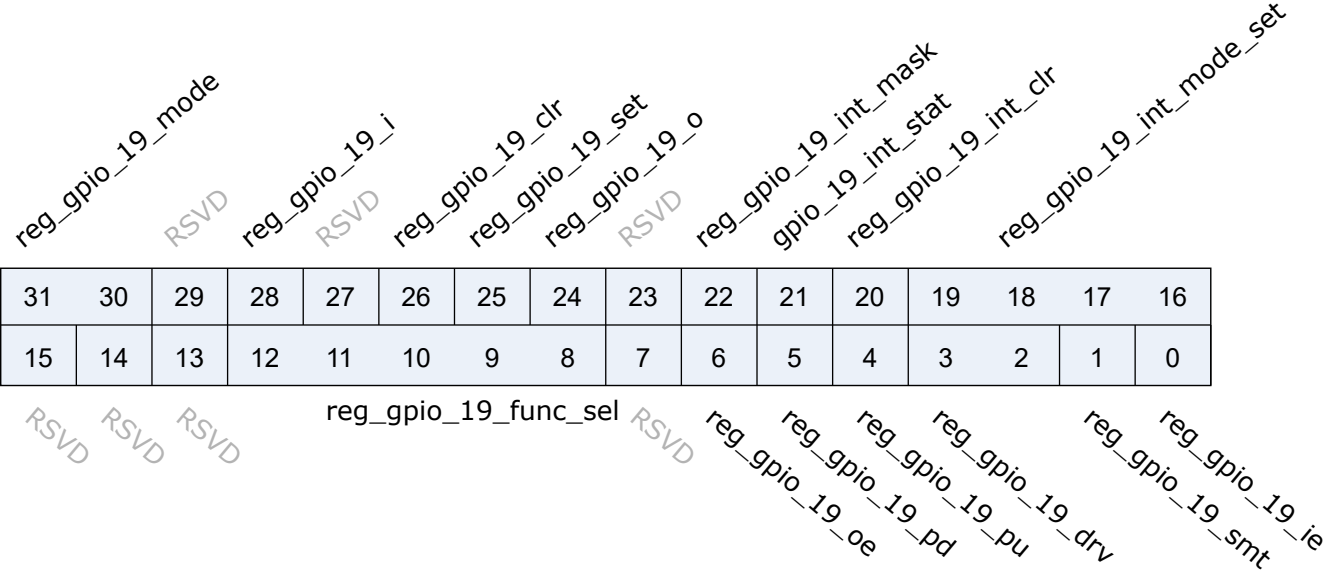 reg_gpio_19_mode
RSVD
reg_gpio_19_i
RSVD
reg_gpio_19_clr
reg_gpio_19_set
reg_gpio_19_o
RSVD
reg_gpio_19_int_mask
gpio_19_int_stat
reg_gpio_19_int_clr
reg_gpio_19_int_mode_set
31 30 29 28 27 26 25 24 23 22 21 20 19 18 17 16
15 14 13 12 11 10 9 8 7 6 5 4 3 2 1 0
RSVD
RSVD
RSVD
reg_gpio_19_func_sel
RSVD
reg_gpio_19_oe
reg_gpio_19_pd
reg_gpio_19_pu
reg_gpio_19_drv
reg_gpio_19_smt
reg_gpio_19_ie